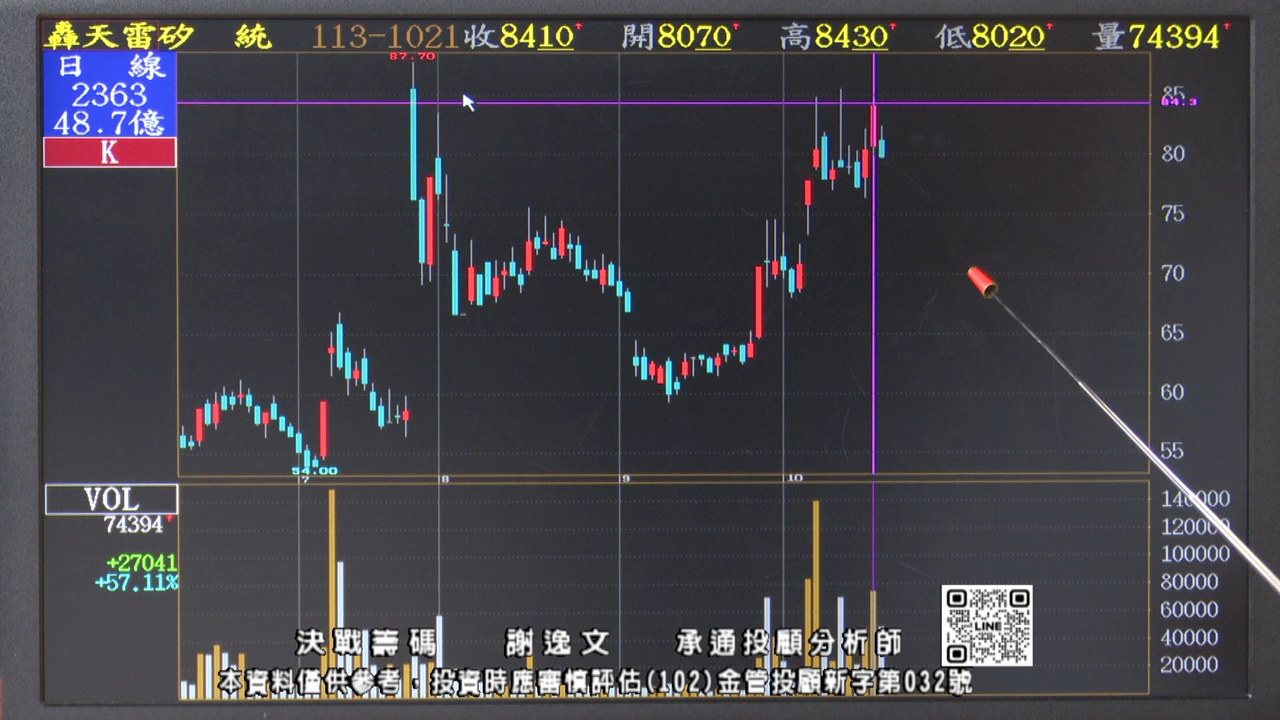 轟天雷矽 統 113-1021收8410↑ 開8070↑ 高8430↑ 低8020↑ 量74394↑
日 線
2363
48.7億
K
87.70
85
84.3
80
75
70
65
60
55
54.00
7 8 9 10
VOL
74394↑
+27041
+57.11%
140000
120000
100000
80000
60000
40000
20000
LINE
決戰籌碼 謝逸文 承通投顧分析師
本資料僅供參考，投資時應審慎評估(102)金管投顧新字第032號